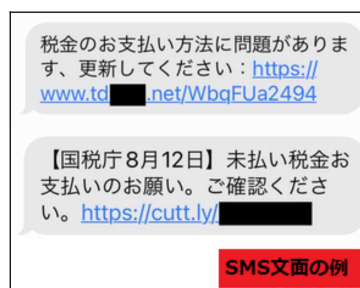 税金のお支払い方法に問題がありま
す、更新してください：https://
www.td.net/WbqFUa2494
【国税庁8月12日】未払い税金お
支払いのお願い。ご確認くださ
い。https://cutt.ly/
SMS文面の例